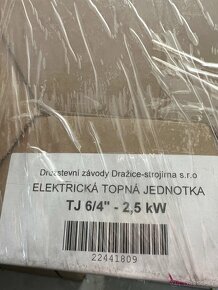 Družstevní závody Dražice-strojírna s.r.o
ELEKTRICKÁ TOPNÁ JEDNOTKA
TJ 6/4" - 2,5 kW
22441809